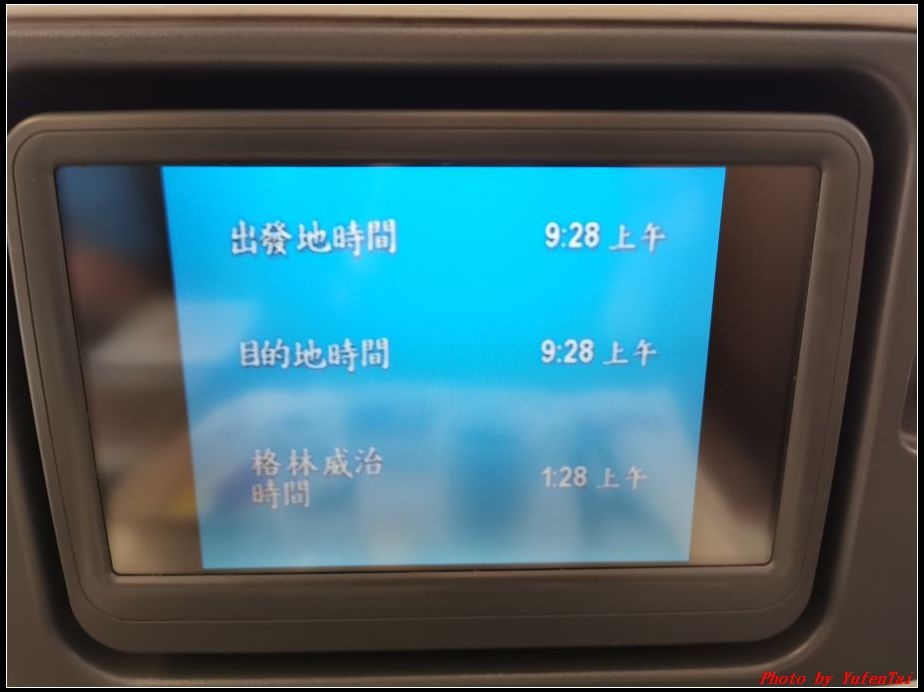 出發地時間 9:28 上午
目的地時間 9:28 上午
格林威治 1:28 上午
時間
Photo by YufenTai